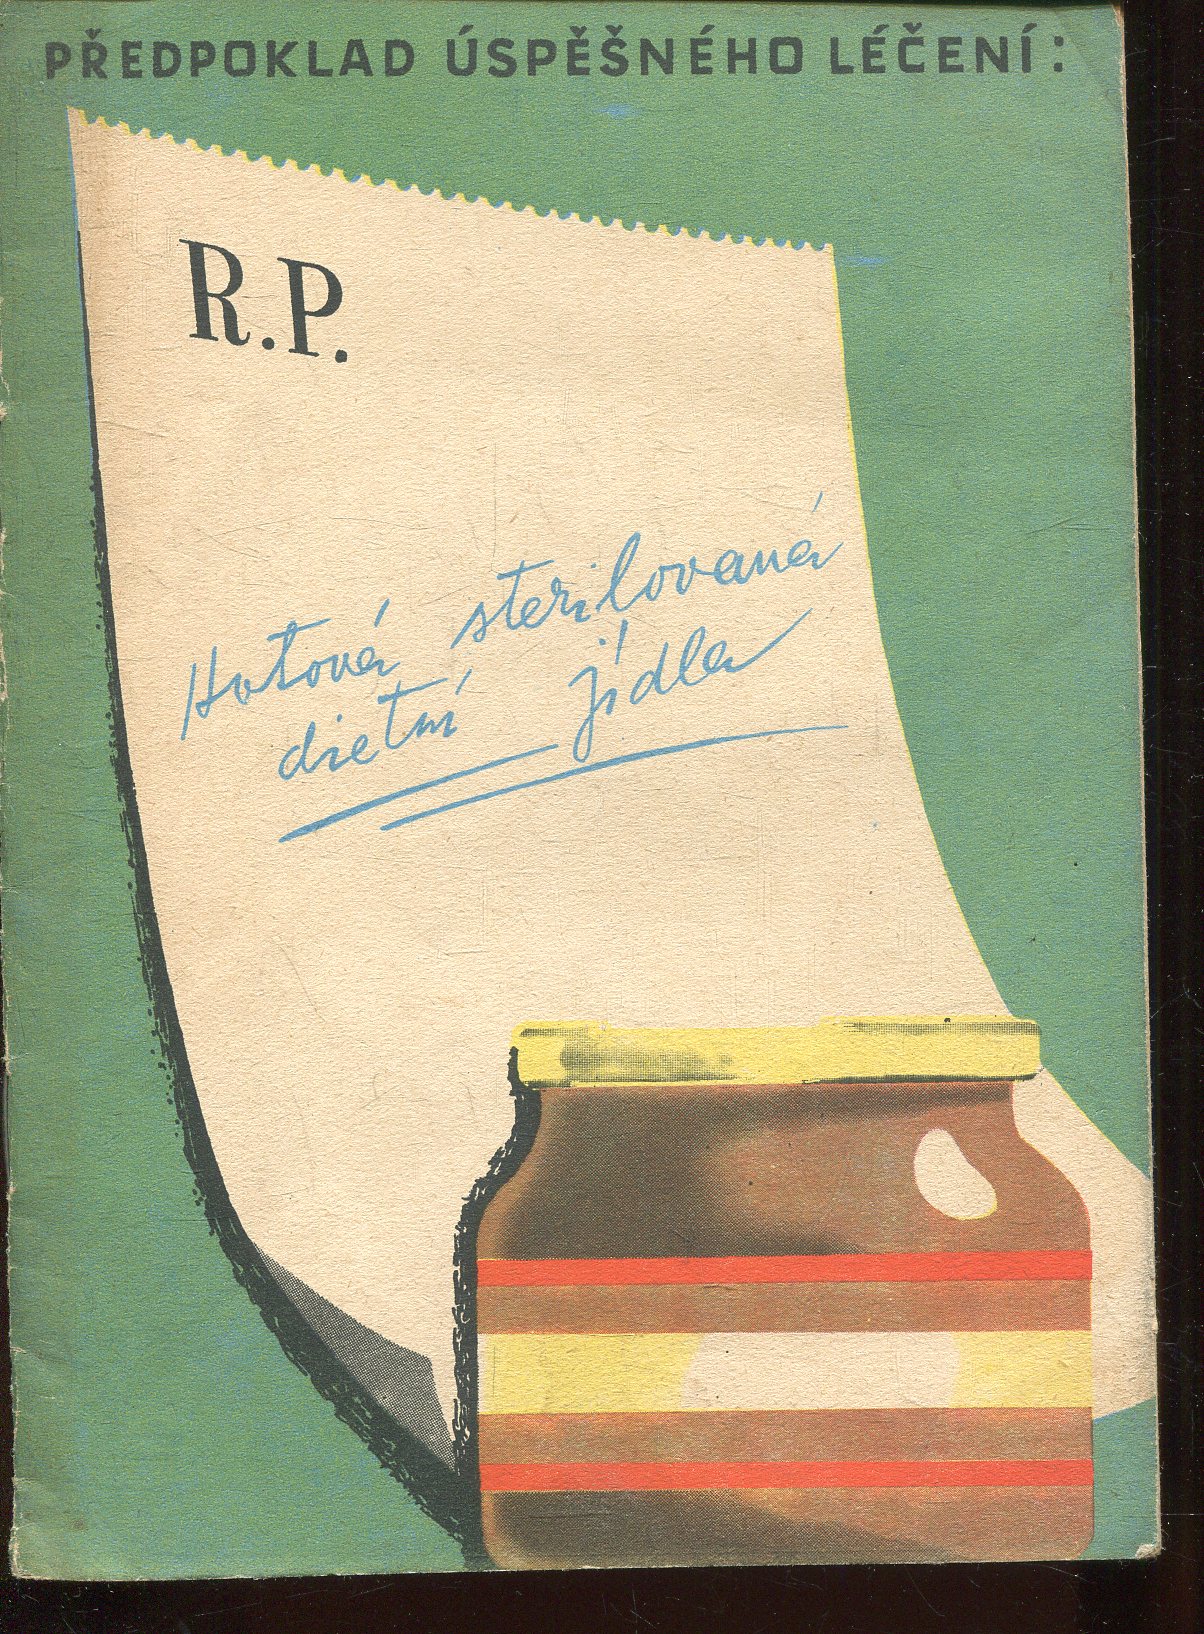 PŘEDPOKLAD ÚSPĚŠNÉHO LÉČENÍ:
R.P.
Hotová sterilovaná
dietní jídla